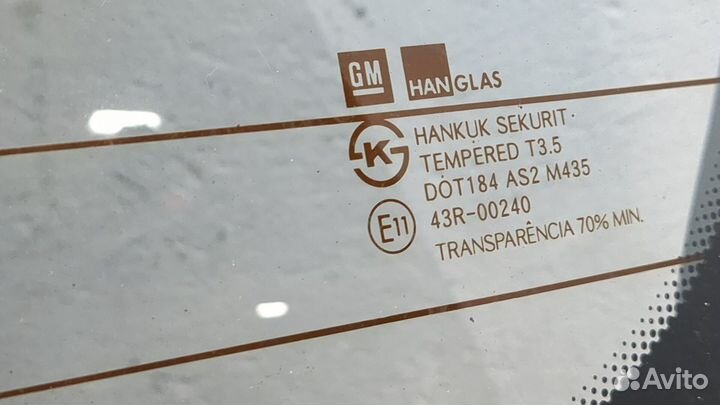 GM HANGLAS
HANKUK SEKURIT
TEMPERED T3.5
DOT184 AS2 M435
E11 43R-00240
TRANSPARÊNCIA 70% MIN.
K
Avito